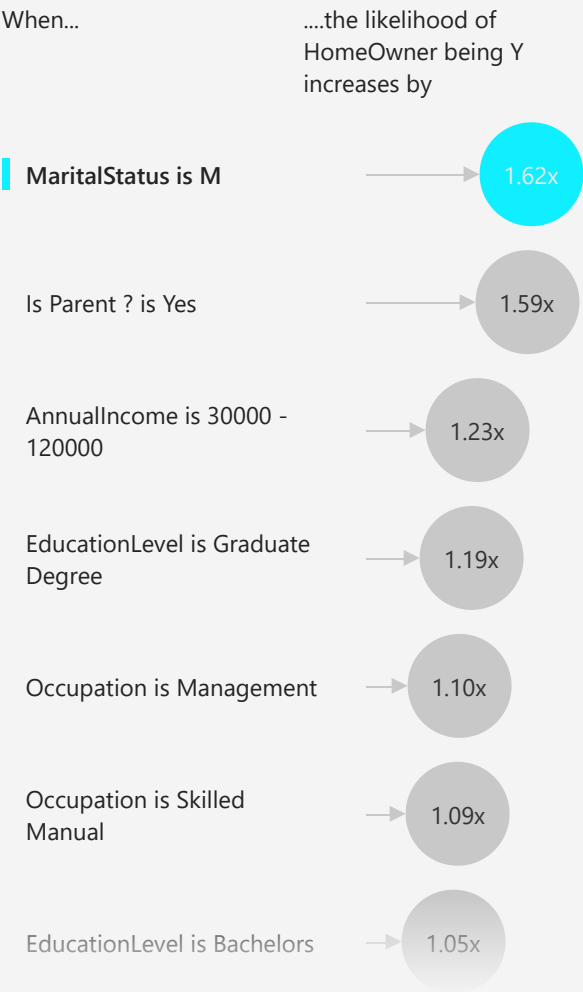 When...
....the likelihood of
HomeOwner being Y
increases by
MaritalStatus is M
1.62x
Is Parent ? is Yes
1.59x
AnnualIncome is 30000 -
120000
1.23x
EducationLevel is Graduate
Degree
1.19x
Occupation is Management
1.10x
Occupation is Skilled
Manual
1.09x
EducationLevel is Bachelors
1.05x